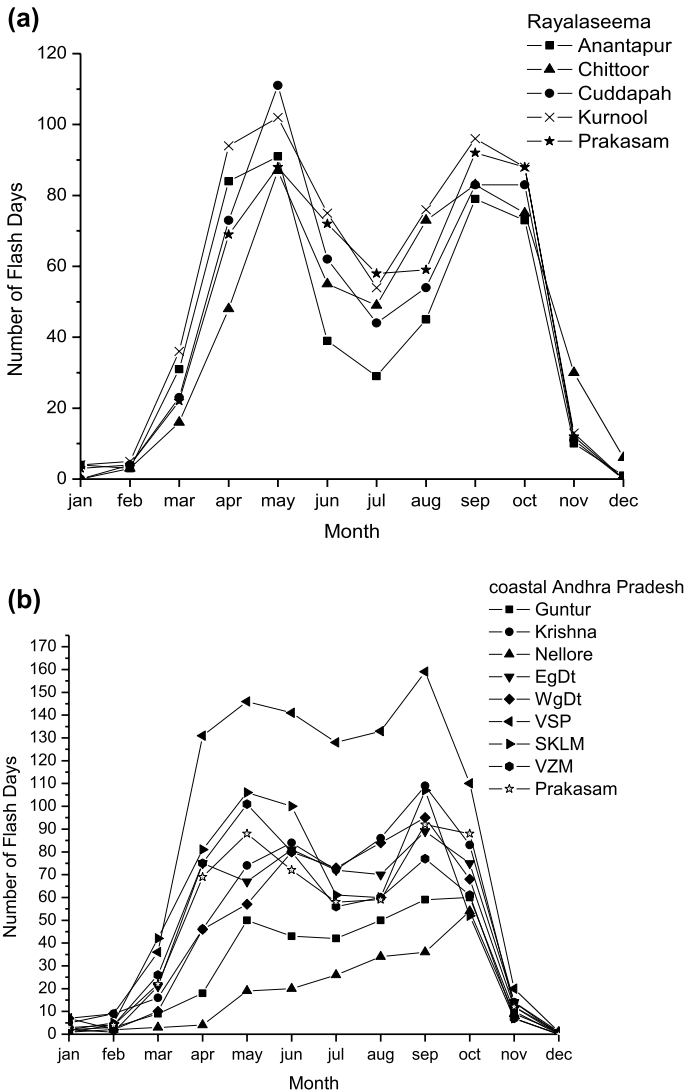 (a)
Rayalaseema
Anantapur
Chittoor
Cuddapah
Kurnool
Prakasam
120
100
80
60
40
20
0
Number of Flash Days
jan feb mar apr may jun jul aug sep oct nov dec
Month
(b)
coastal Andhra Pradesh
Guntur
Krishna
Nellore
EgDt
WgDt
VSP
SKLM
VZM
Prakasam
170
160
150
140
130
120
110
100
90
80
70
60
50
40
30
20
10
0
Number of Flash Days
jan feb mar apr may jun jul aug sep oct nov dec
Month